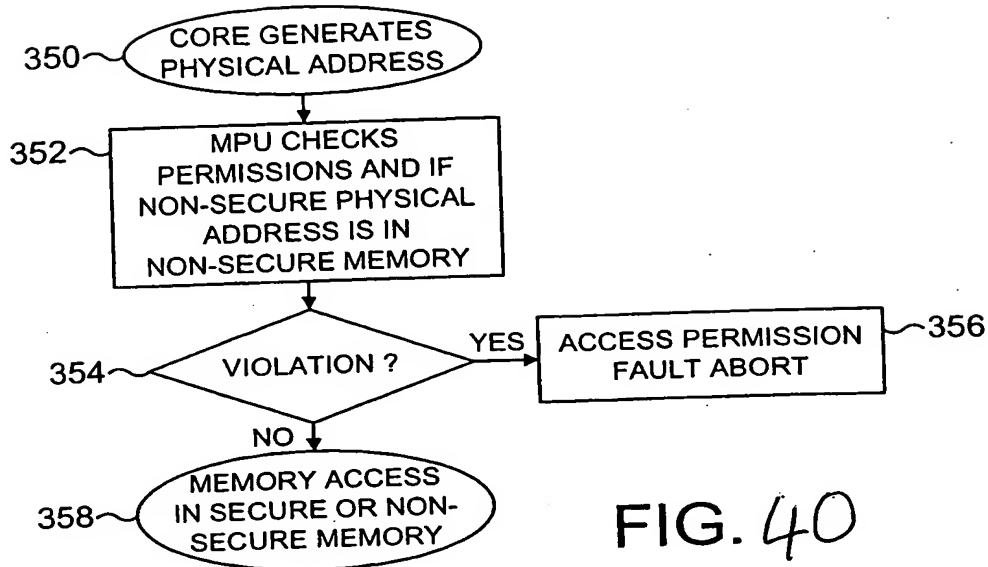 350
CORE GENERATES
PHYSICAL ADDRESS
352
MPU CHECKS
PERMISSIONS AND IF
NON-SECURE PHYSICAL
ADDRESS IS IN
NON-SECURE MEMORY
354
VIOLATION ?
YES
ACCESS PERMISSION
FAULT ABORT
356
NO
358
MEMORY ACCESS
IN SECURE OR NON-
SECURE MEMORY
FIG. 40